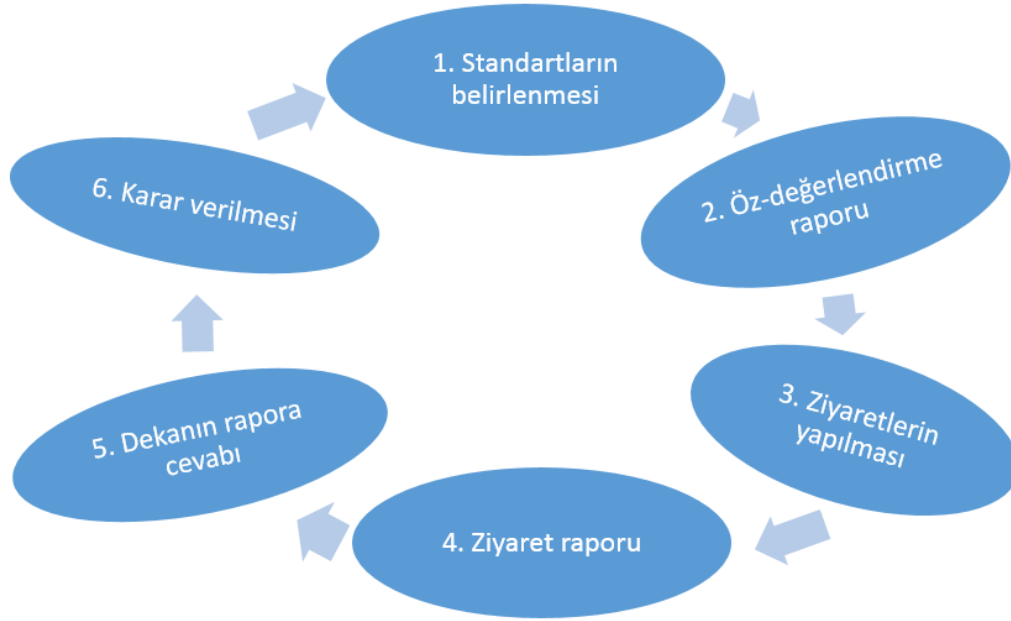 1. Standartların
belirlenmesi
2. Öz-değerlendirme
raporu
3. Ziyaretlerin
yapılması
4. Ziyaret raporu
5. Dekanın rapora
cevabı
6. Karar verilmesi